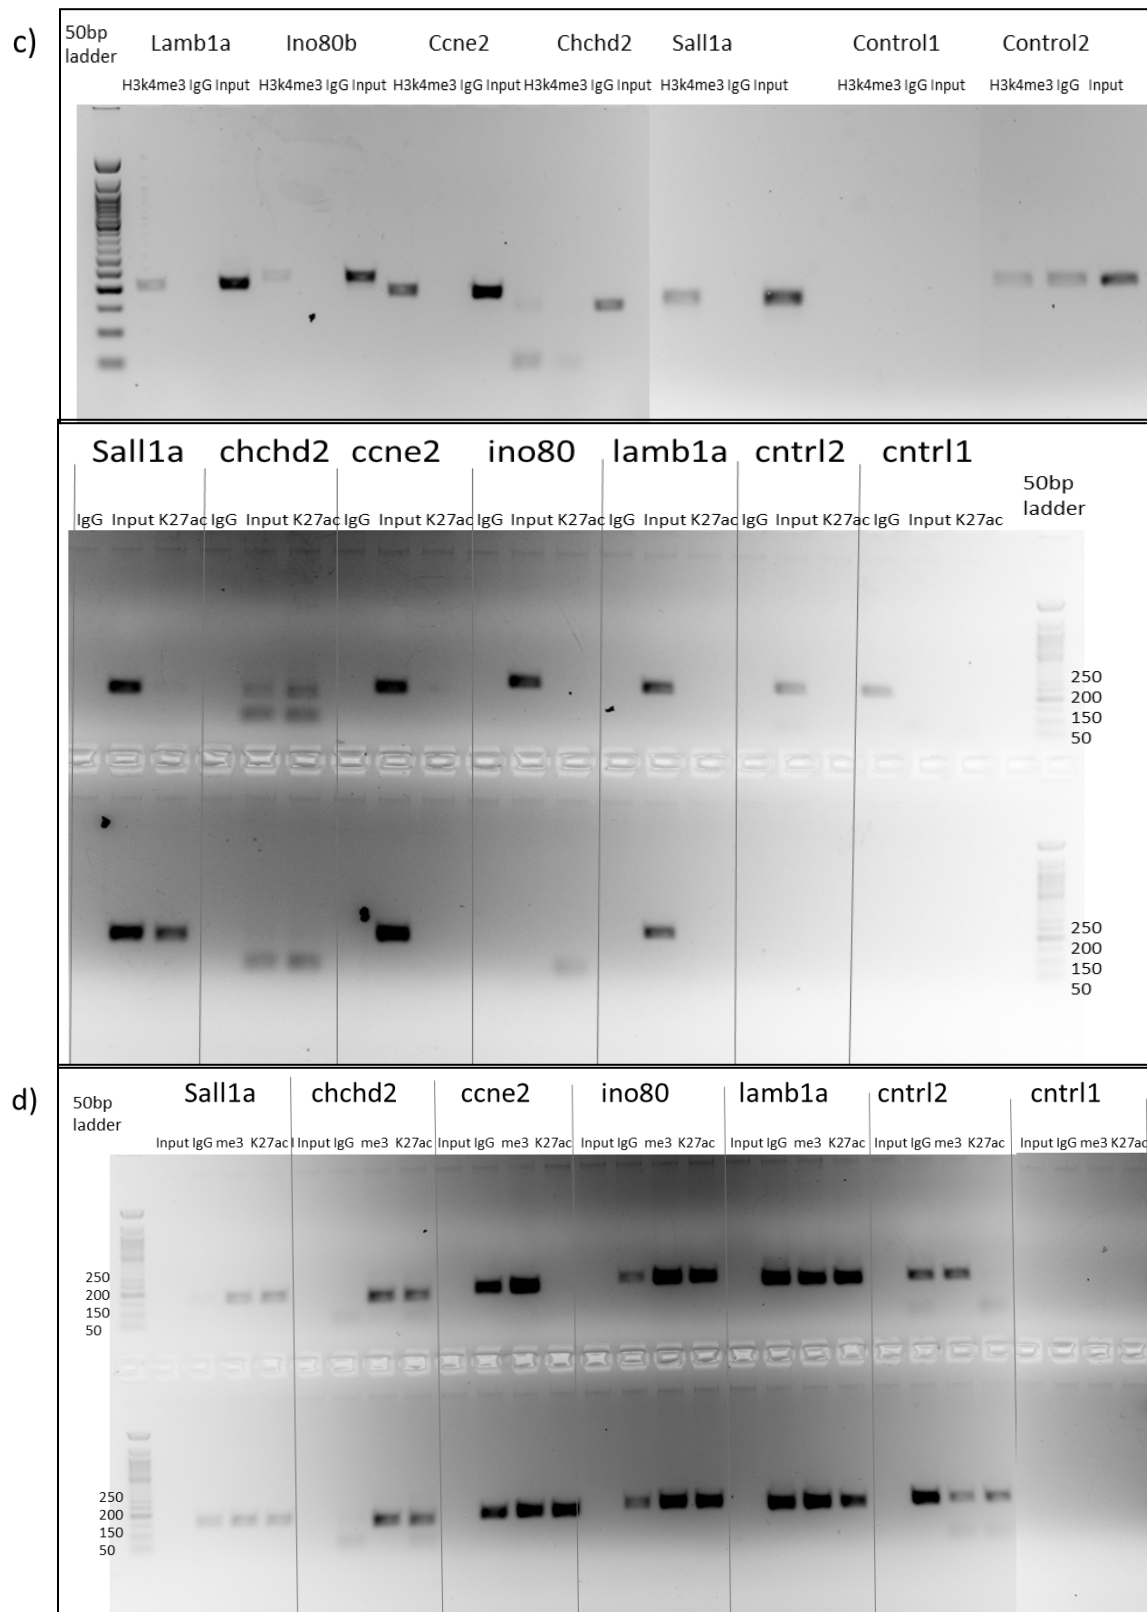 c)
50bp
ladder
Lamb1a Ino80b Ccne2 Chchd2 Sall1a Control1 Control2
H3k4me3 IgG Input H3k4me3 IgG Input H3k4me3 IgG Input H3k4me3 IgG Input H3k4me3 IgG Input H3k4me3 IgG Input H3k4me3 IgG Input
Sall1a chchd2 ccne2 ino80 lamb1a cntrl2 cntrl1
50bp
ladder
IgG Input K27ac IgG Input K27ac IgG Input K27ac IgG Input K27ac IgG Input K27ac IgG Input K27ac IgG Input K27ac
250
200
150
50
250
200
150
50
d)
50bp
ladder
Sall1a chchd2 ccne2 ino80 lamb1a cntrl2 cntrl1
Input IgG me3 K27ac Input IgG me3 K27ac Input IgG me3 K27ac Input IgG me3 K27ac Input IgG me3 K27ac Input IgG me3 K27ac Input IgG me3 K27ac
250
200
150
50
250
200
150
50